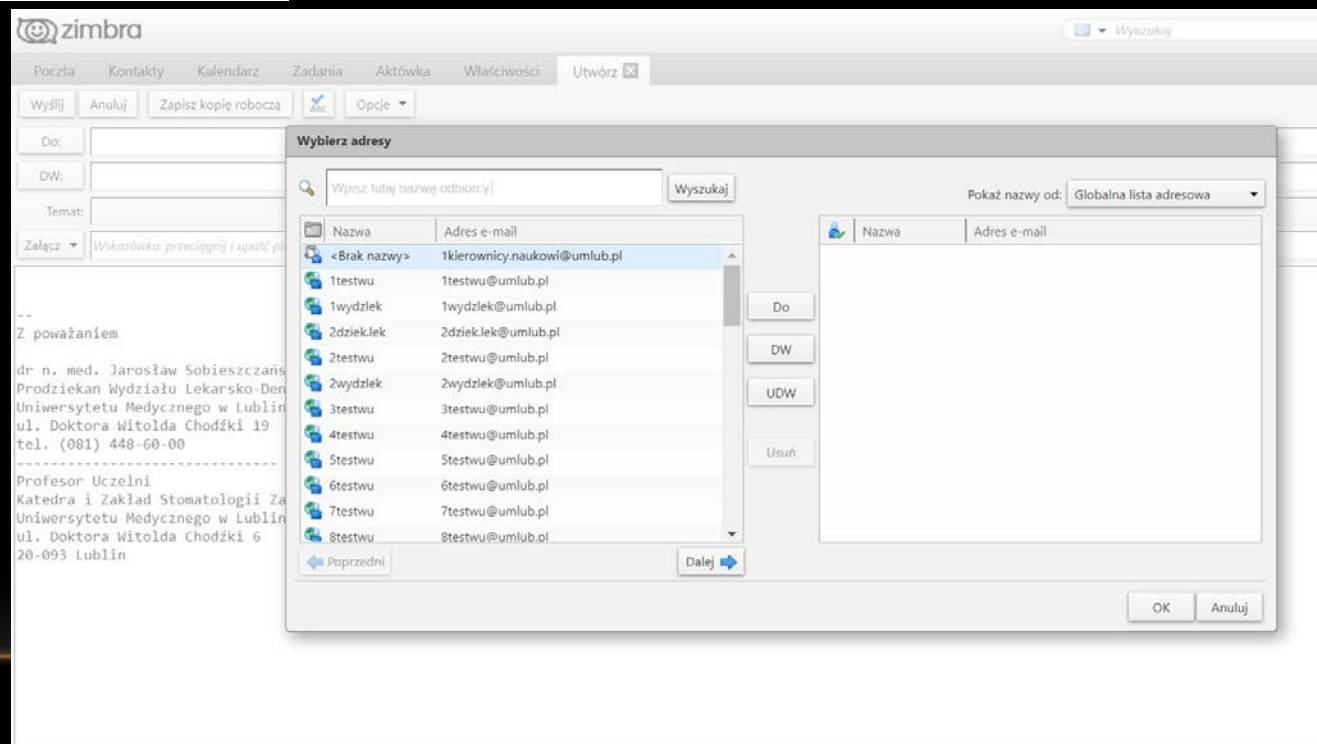 zimbra
Wyszukaj
Poczta Kontakty Kalendarz Zadania Aktówka Właściwości Utwórz
Wyślij Anuluj Zapisz kopię roboczą ABC Opcje
Do:
DW:
Temat:
Załącz Wskazówka: przeciągnij i upuść pl
Wybierz adresy
Wpisz tutaj nazwę odbiorcy Wyszukaj Pokaż nazwy od: Globalna lista adresowa
Nazwa Adres e-mail
<Brak nazwy> 1kierownicy.naukowi@umlub.pl
1testwu 1testwu@umlub.pl
1wydzlek 1wydzlek@umlub.pl
2dziek.lek 2dziek.lek@umlub.pl
2testwu 2testwu@umlub.pl
2wydzlek 2wydzlek@umlub.pl
3testwu 3testwu@umlub.pl
4testwu 4testwu@umlub.pl
5testwu 5testwu@umlub.pl
6testwu 6testwu@umlub.pl
7testwu 7testwu@umlub.pl
8testwu 8testwu@umlub.pl
Poprzedni Dalej
Do
DW
UDW
Usuń
Nazwa Adres e-mail
OK Anuluj
--
Z poważaniem
dr n. med. Jarosław Sobieszczańs
Prodziekan Wydziału Lekarsko-Den
Uniwersytetu Medycznego w Lublin
ul. Doktora Witolda Chodźki 19
tel. (081) 448-60-00
-------------------------------
Profesor Uczelni
Katedra i Zakład Stomatologii Za
Uniwersytetu Medycznego w Lublin
ul. Doktora Witolda Chodźki 6
20-093 Lublin